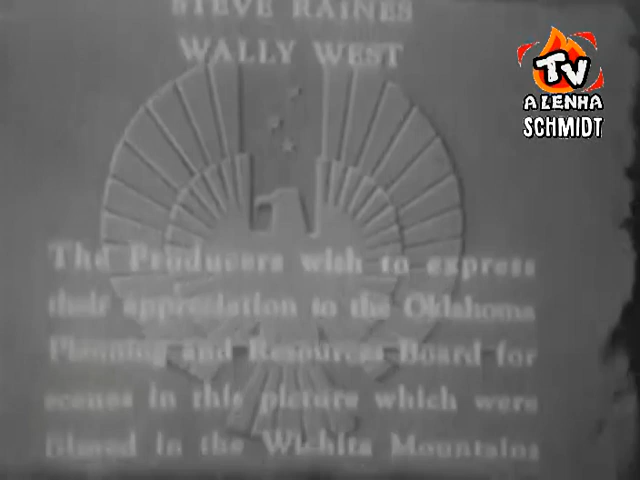 STEVE RAINES
WALLY WEST
TV
A LENHA
SCHMIDT
The Producers wish to express
their appreciation to the Oklahoma
Planning and Resources Board for
scenes in this picture which were
filmed in the Wichita Mountains